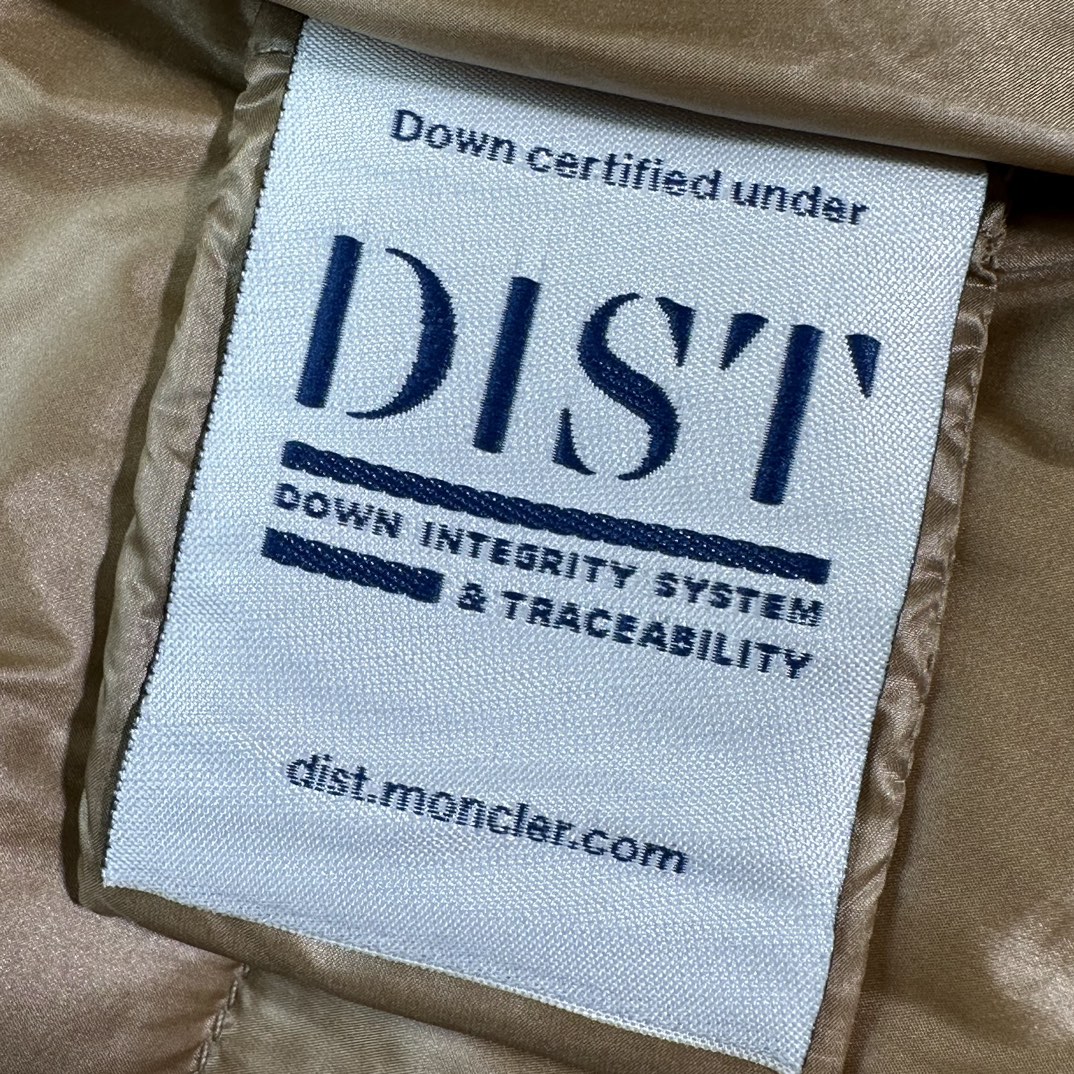 Down certified under
DIST
DOWN INTEGRITY SYSTEM
& TRACEABILITY
dist.moncler.com